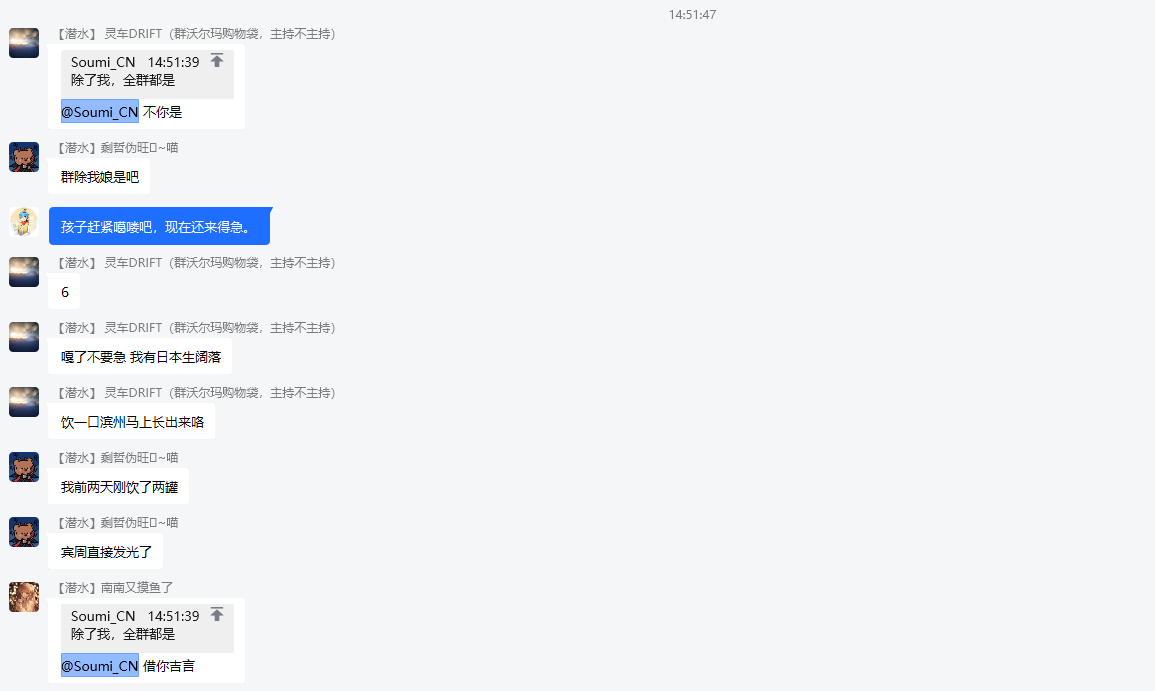 14:51:47
【潜水】 灵车DRIFT（群沃尔玛购物袋，主持不主持）
Soumi_CN 14:51:39
除了我，全群都是
@Soumi_CN 不你是
【潜水】剩晢伪旺▯~喵
群除我娘是吧
孩子赶紧噶喽吧，现在还来得急。
【潜水】 灵车DRIFT（群沃尔玛购物袋，主持不主持）
6
【潜水】 灵车DRIFT（群沃尔玛购物袋，主持不主持）
嘎了不要急 我有日本生阔落
【潜水】 灵车DRIFT（群沃尔玛购物袋，主持不主持）
饮一口滨州马上长出来咯
【潜水】剩晢伪旺▯~喵
我前两天刚饮了两罐
【潜水】剩晢伪旺▯~喵
宾周直接发光了
【潜水】南南又摸鱼了
Soumi_CN 14:51:39
除了我，全群都是
@Soumi_CN 借你吉言